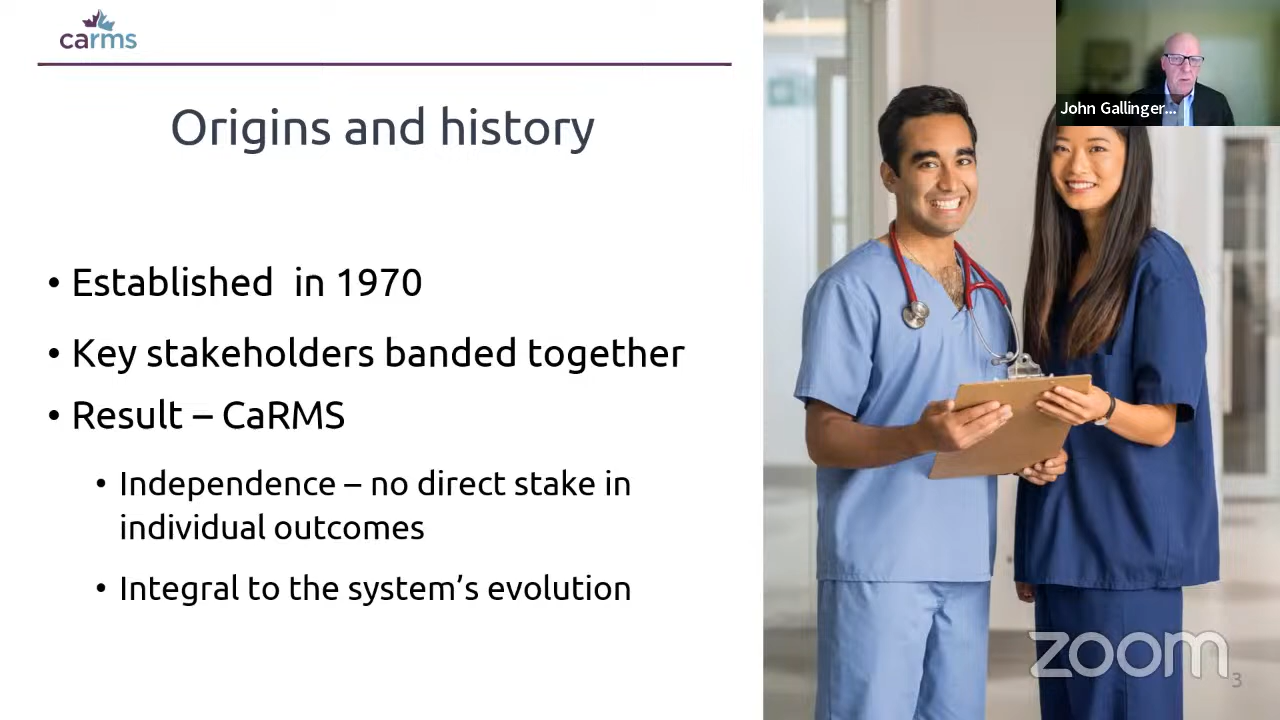 carms
John Gallinger...
Origins and history
• Established  in 1970
• Key stakeholders banded together
• Result – CaRMS
• Independence – no direct stake in
individual outcomes
• Integral to the system’s evolution
zoom
3